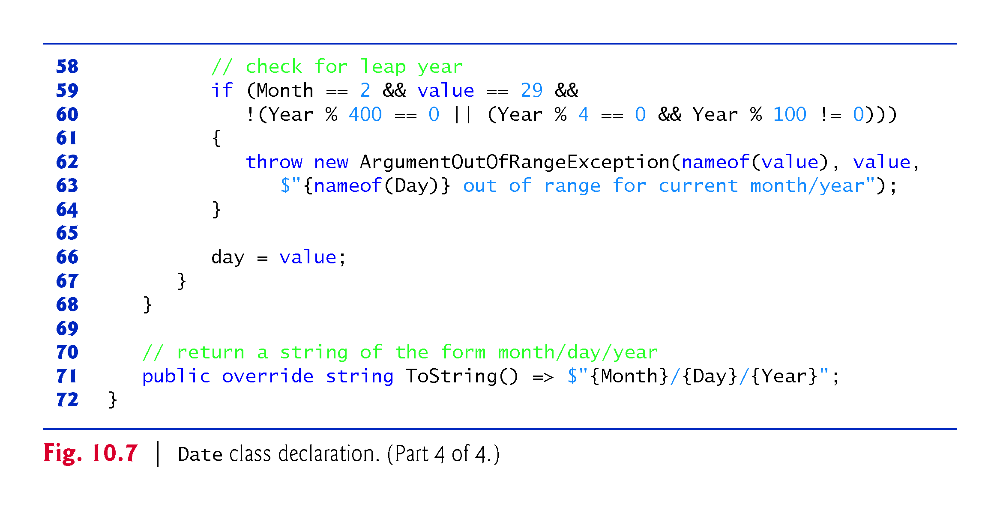 58            // check for leap year
59            if (Month == 2 && value == 29 &&
60               !(Year % 400 == 0 || (Year % 4 == 0 && Year % 100 != 0)))
61            {
62               throw new ArgumentOutOfRangeException(nameof(value), value,
63                  $"{nameof(Day)} out of range for current month/year");
64            }
65
66            day = value;
67         }
68      }
69
70      // return a string of the form month/day/year
71      public override string ToString() => $"{Month}/{Day}/{Year}";
72   }
Fig. 10.7 | Date class declaration. (Part 4 of 4.)